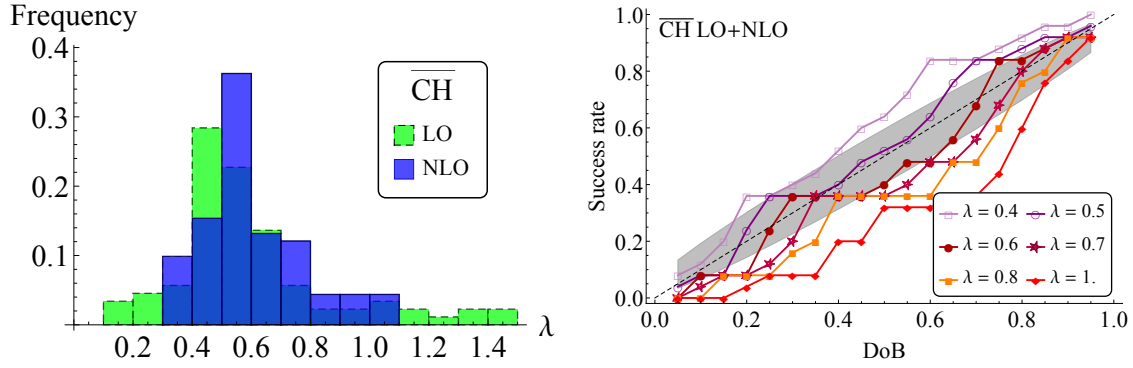 Frequency
0.4
0.3
0.2
0.1
0.2 0.4 0.6 0.8 1.0 1.2 1.4
λ
CH
LO
NLO
CH LO+NLO
Success rate
1.0
0.8
0.6
0.4
0.2
0.0
0.0 0.2 0.4 0.6 0.8 1.0
DoB
λ = 0.4 λ = 0.5
λ = 0.6 λ = 0.7
λ = 0.8 λ = 1.